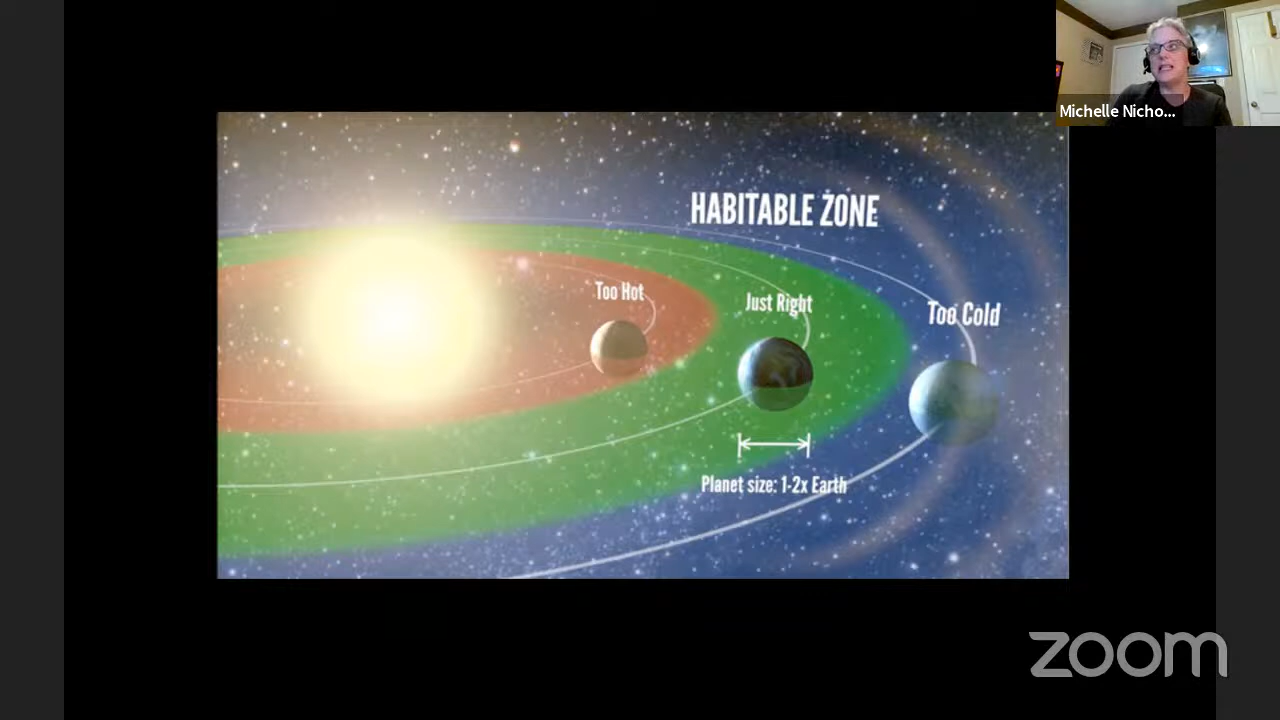 Michelle Nicho...
HABITABLE ZONE
Too Hot
Just Right
Too Cold
Planet size: 1-2x Earth
zoom